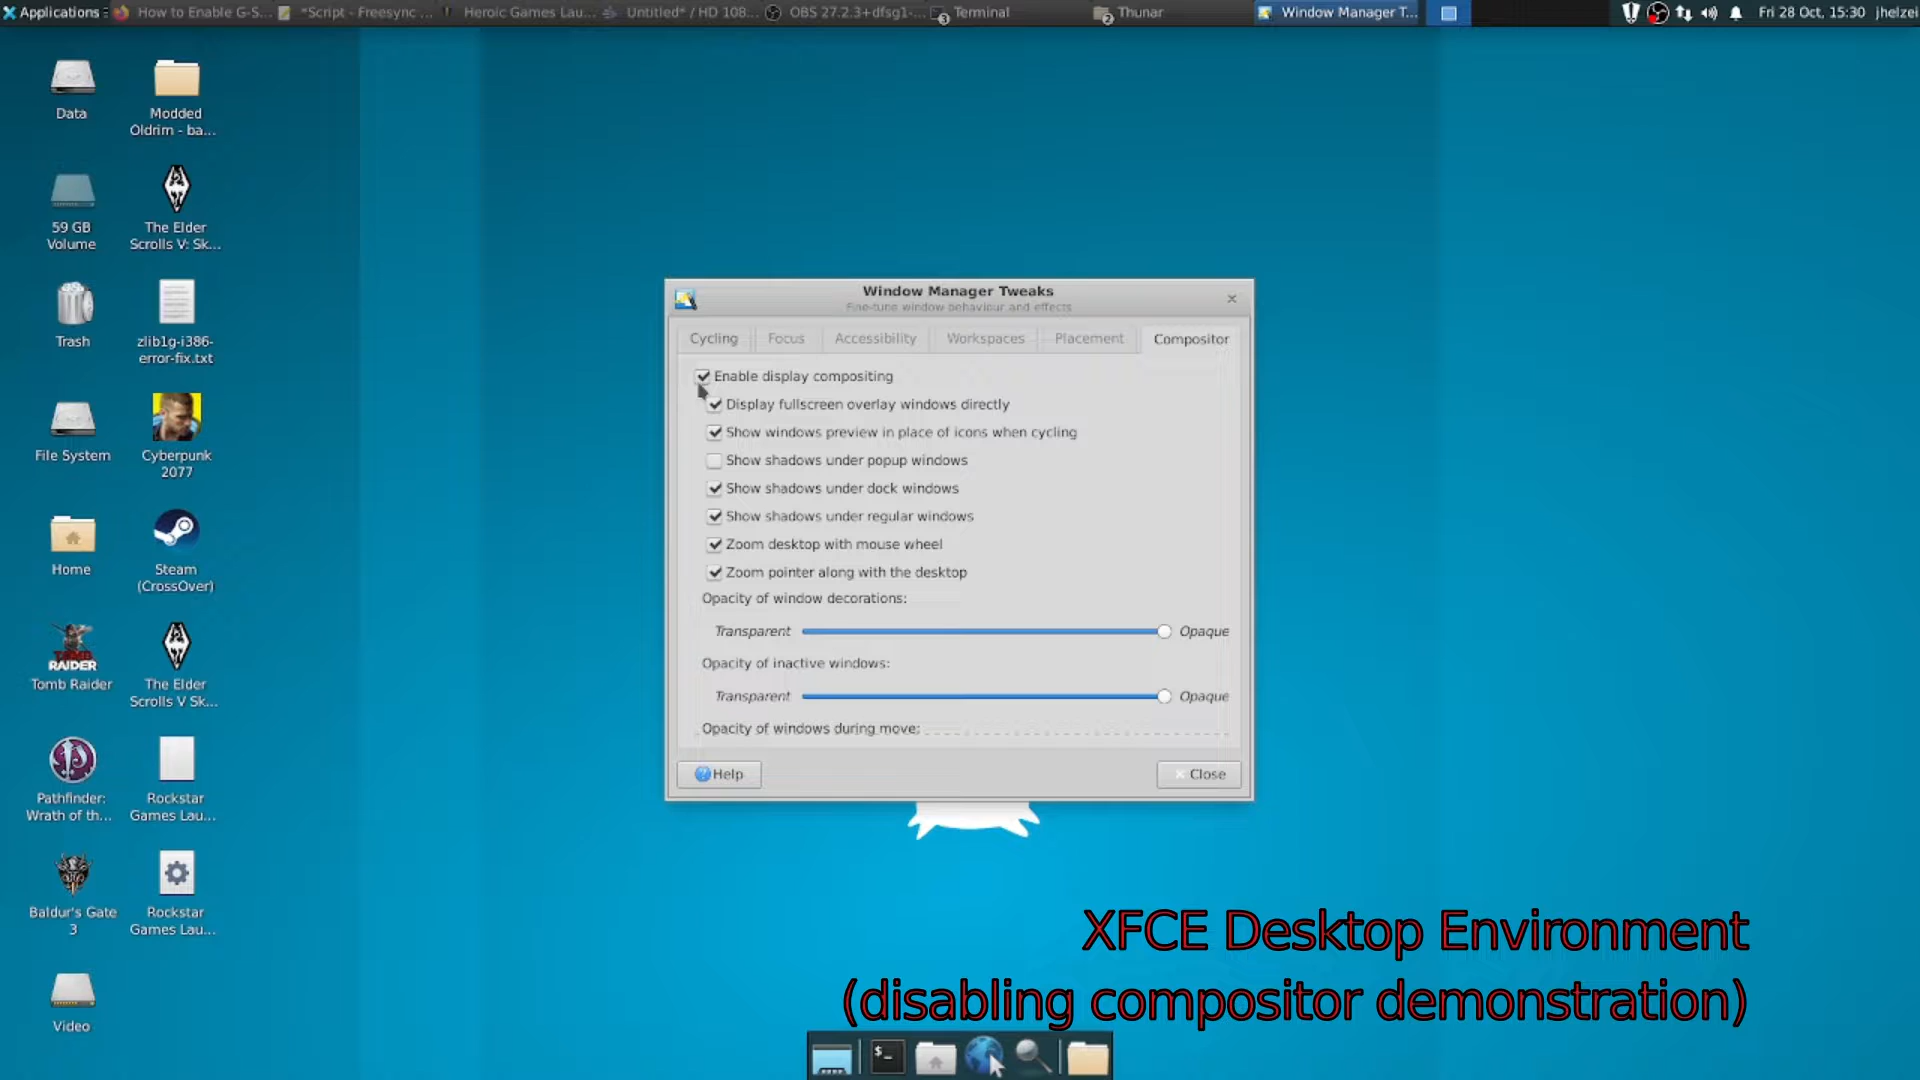 Applications
How to Enable G-S...
*Script - Freesync ...
Heroic Games Lau...
Untitled* / HD 108...
OBS 27.2.3+dfsg1-...
3
Terminal
2
Thunar
Window Manager T...
Fri 28 Oct, 15:30
jhelzei
Data
Modded
Oldrim - ba...
59 GB
Volume
The Elder
Scrolls V: Sk...
Trash
zlib1g-i386-
error-fix.txt
File System
Cyberpunk
2077
Home
Steam
(CrossOver)
TOMB
RAIDER
Tomb Raider
The Elder
Scrolls V Sk...
Pathfinder:
Wrath of th...
Rockstar
Games Lau...
Baldur's Gate
3
Rockstar
Games Lau...
Video
Window Manager Tweaks
Fine-tune window behaviour and effects
Cycling
Focus
Accessibility
Workspaces
Placement
Compositor
Enable display compositing
Display fullscreen overlay windows directly
Show windows preview in place of icons when cycling
Show shadows under popup windows
Show shadows under dock windows
Show shadows under regular windows
Zoom desktop with mouse wheel
Zoom pointer along with the desktop
Opacity of window decorations:
Transparent
Opaque
Opacity of inactive windows:
Transparent
Opaque
Opacity of windows during move:
Help
Close
XFCE Desktop Environment
(disabling compositor demonstration)
$_